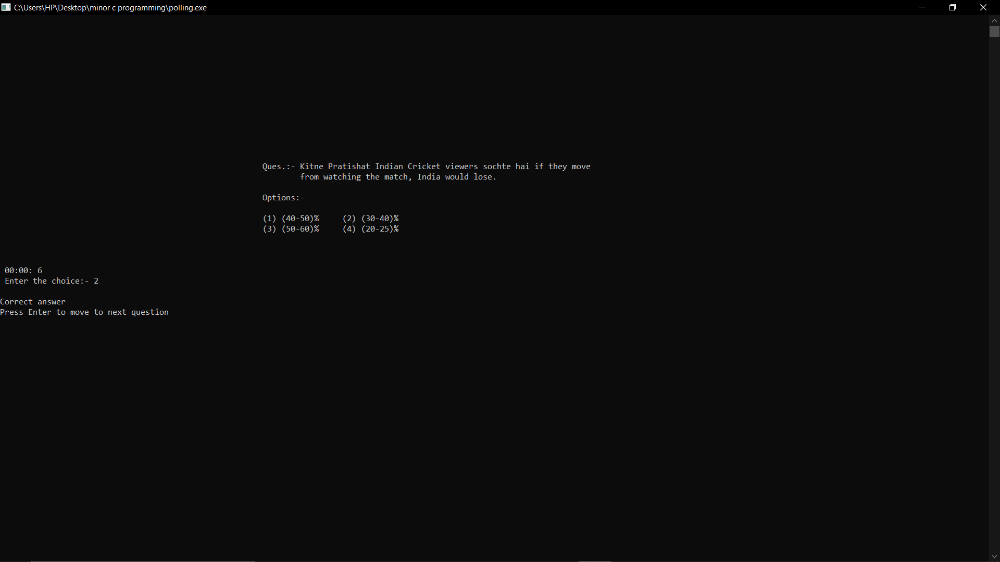 C:\Users\HP\Desktop\minor c programming\polling.exe
Ques.:- Kitne Pratishat Indian Cricket viewers sochte hai if they move
from watching the match, India would lose.
Options:-
(1) (40-50)% (2) (30-40)%
(3) (50-60)% (4) (20-25)%
00:00: 6
Enter the choice:- 2
Correct answer
Press Enter to move to next question